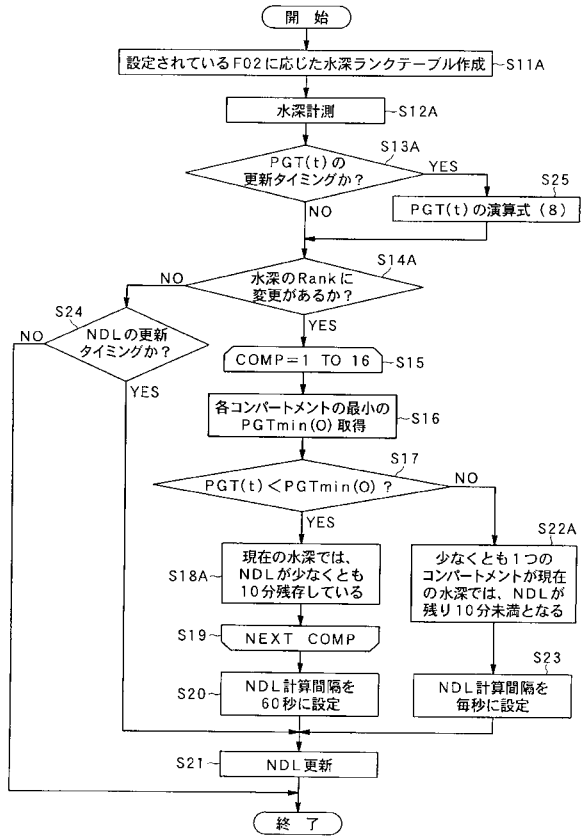 開始
設定されているFO2に応じた水深ランクテーブル作成
S11A
水深計測
S12A
S13A
PGT(t)の
更新タイミングか?
YES
NO
S25
PGT(t)の演算式(8)
S14A
水深のRankに
変更があるか?
NO
YES
S24
NDLの更新
タイミングか?
NO
YES
COMP=1 TO 16
S15
各コンパートメントの最小の
PGTmin(0)取得
S16
S17
PGT(t)<PGTmin(0)?
NO
YES
S18A
現在の水深では、
NDLが少なくとも
10分残存している
S22A
少なくとも1つの
コンパートメントが現在
の水深では、NDLが
残り10分未満となる
S19
NEXT COMP
S20
NDL計算間隔を
60秒に設定
S23
NDL計算間隔を
毎秒に設定
S21
NDL更新
終了